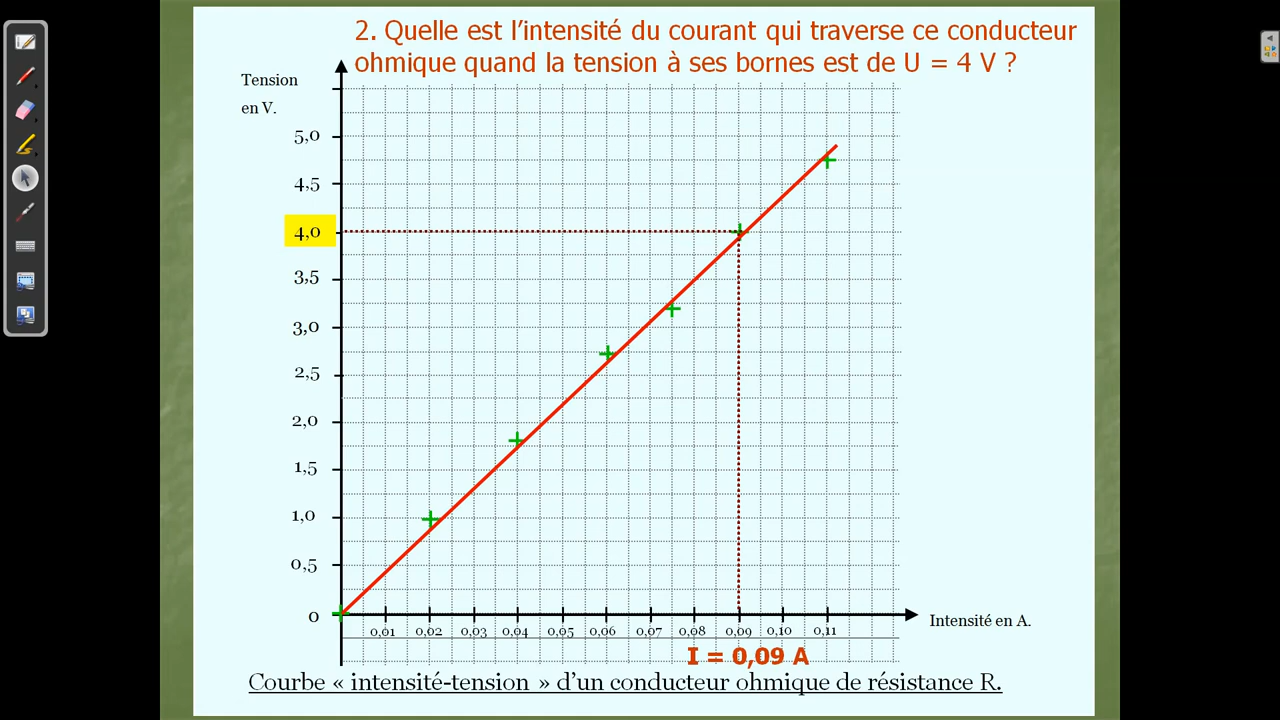 2. Quelle est l’intensité du courant qui traverse ce conducteur
ohmique quand la tension à ses bornes est de U = 4 V ?
Tension
en V.
5,0
4,5
4,0
3,5
3,0
2,5
2,0
1,5
1,0
0,5
0
0,01 0,02 0,03 0,04 0,05 0,06 0,07 0,08 0,09 0,10 0,11
Intensité en A.
I = 0,09 A
Courbe « intensité-tension » d’un conducteur ohmique de résistance R.